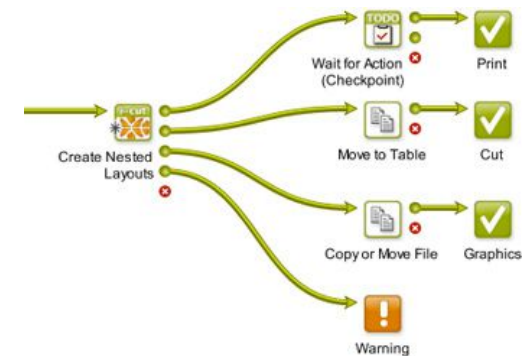 TODO
Wait for Action
(Checkpoint)
Print
i-cut
Create Nested
Layouts
Move to Table
Cut
Copy or Move File
Graphics
!
Warning